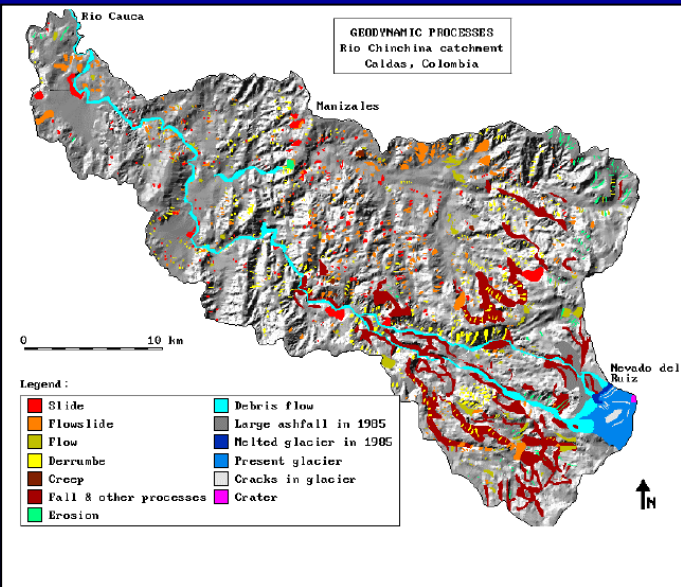 Rio Cauca
GEODYNAMIC PROCESSES
Rio Chinchina catchment
Caldas, Colombia
Manizales
0 10 km
Nevado del
Ruiz
Legend:
Slide
Flowslide
Flow
Derrumbe
Creep
Fall & other processes
Erosion
Debris flow
Large ashfall in 1985
Melted glacier in 1985
Present glacier
Cracks in glacier
Crater
N